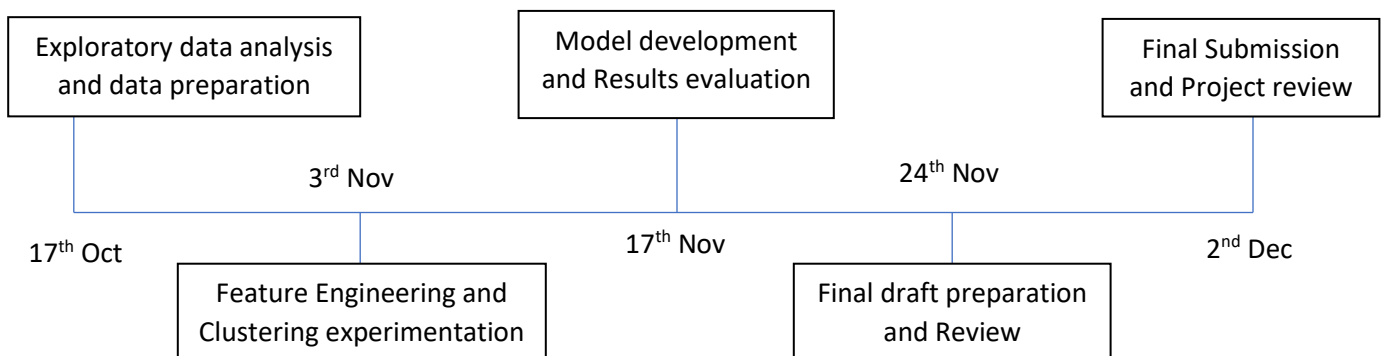 Exploratory data analysis
and data preparation
Model development
and Results evaluation
Final Submission
and Project review
3rd Nov
24th Nov
17th Oct
17th Nov
2nd Dec
Feature Engineering and
Clustering experimentation
Final draft preparation
and Review